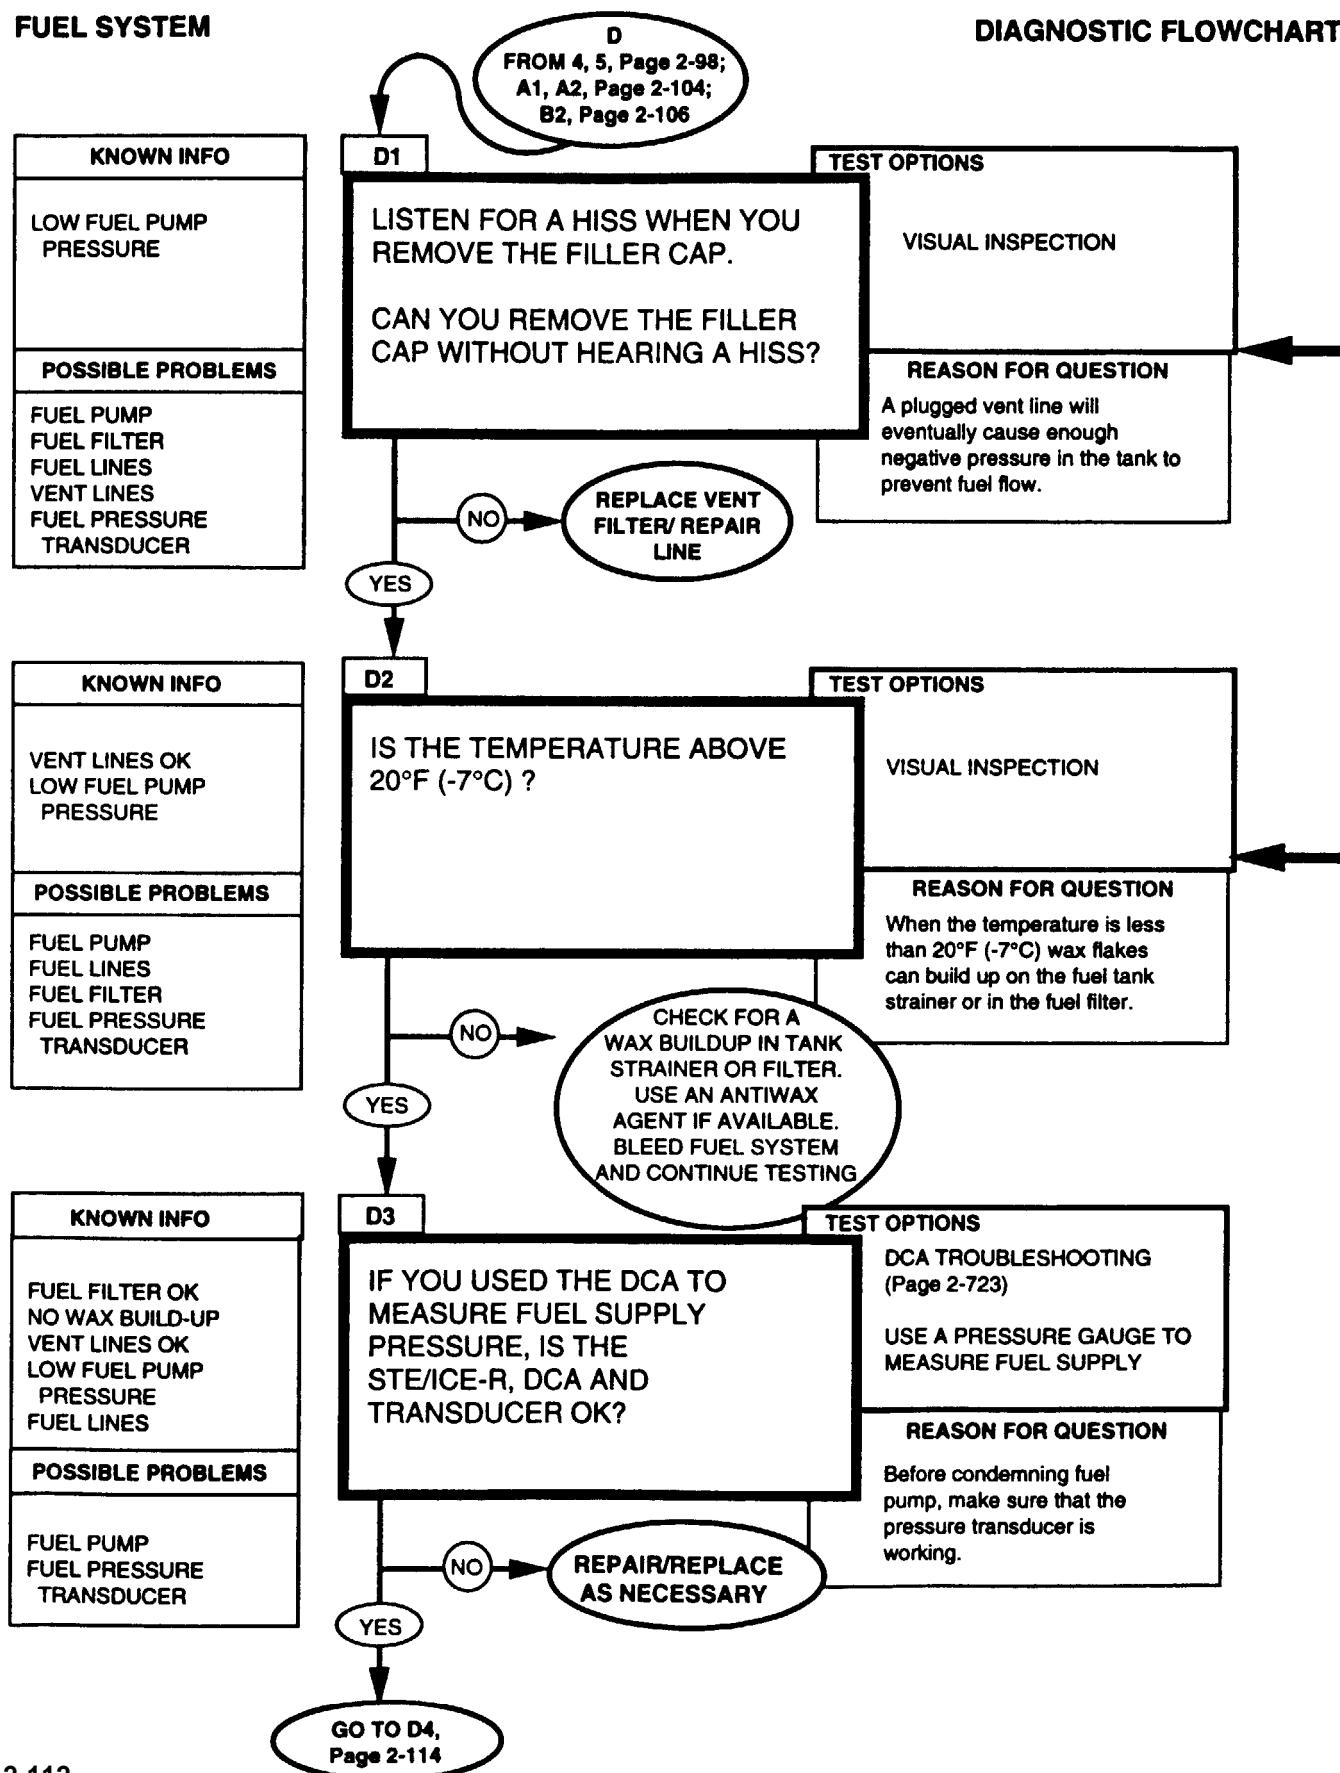 FUEL SYSTEM
DIAGNOSTIC FLOWCHART
D
FROM 4, 5, Page 2-98;
A1, A2, Page 2-104;
B2, Page 2-106
KNOWN INFO
LOW FUEL PUMP
PRESSURE
POSSIBLE PROBLEMS
FUEL PUMP
FUEL FILTER
FUEL LINES
VENT LINES
FUEL PRESSURE
TRANSDUCER
D1
LISTEN FOR A HISS WHEN YOU
REMOVE THE FILLER CAP.
CAN YOU REMOVE THE FILLER
CAP WITHOUT HEARING A HISS?
TEST OPTIONS
VISUAL INSPECTION
REASON FOR QUESTION
A plugged vent line will
eventually cause enough
negative pressure in the tank to
prevent fuel flow.
NO
REPLACE VENT
FILTER/ REPAIR
LINE
YES
KNOWN INFO
VENT LINES OK
LOW FUEL PUMP
PRESSURE
POSSIBLE PROBLEMS
FUEL PUMP
FUEL LINES
FUEL FILTER
FUEL PRESSURE
TRANSDUCER
D2
IS THE TEMPERATURE ABOVE
20°F (-7°C) ?
TEST OPTIONS
VISUAL INSPECTION
REASON FOR QUESTION
When the temperature is less
than 20°F (-7°C) wax flakes
can build up on the fuel tank
strainer or in the fuel filter.
NO
CHECK FOR A
WAX BUILDUP IN TANK
STRAINER OR FILTER.
USE AN ANTIWAX
AGENT IF AVAILABLE.
BLEED FUEL SYSTEM
AND CONTINUE TESTING
YES
KNOWN INFO
FUEL FILTER OK
NO WAX BUILD-UP
VENT LINES OK
LOW FUEL PUMP
PRESSURE
FUEL LINES
POSSIBLE PROBLEMS
FUEL PUMP
FUEL PRESSURE
TRANSDUCER
D3
IF YOU USED THE DCA TO
MEASURE FUEL SUPPLY
PRESSURE, IS THE
STE/ICE-R, DCA AND
TRANSDUCER OK?
TEST OPTIONS
DCA TROUBLESHOOTING
(Page 2-723)
USE A PRESSURE GAUGE TO
MEASURE FUEL SUPPLY
REASON FOR QUESTION
Before condemning fuel
pump, make sure that the
pressure transducer is
working.
NO
REPAIR/REPLACE
AS NECESSARY
YES
GO TO D4,
Page 2-114